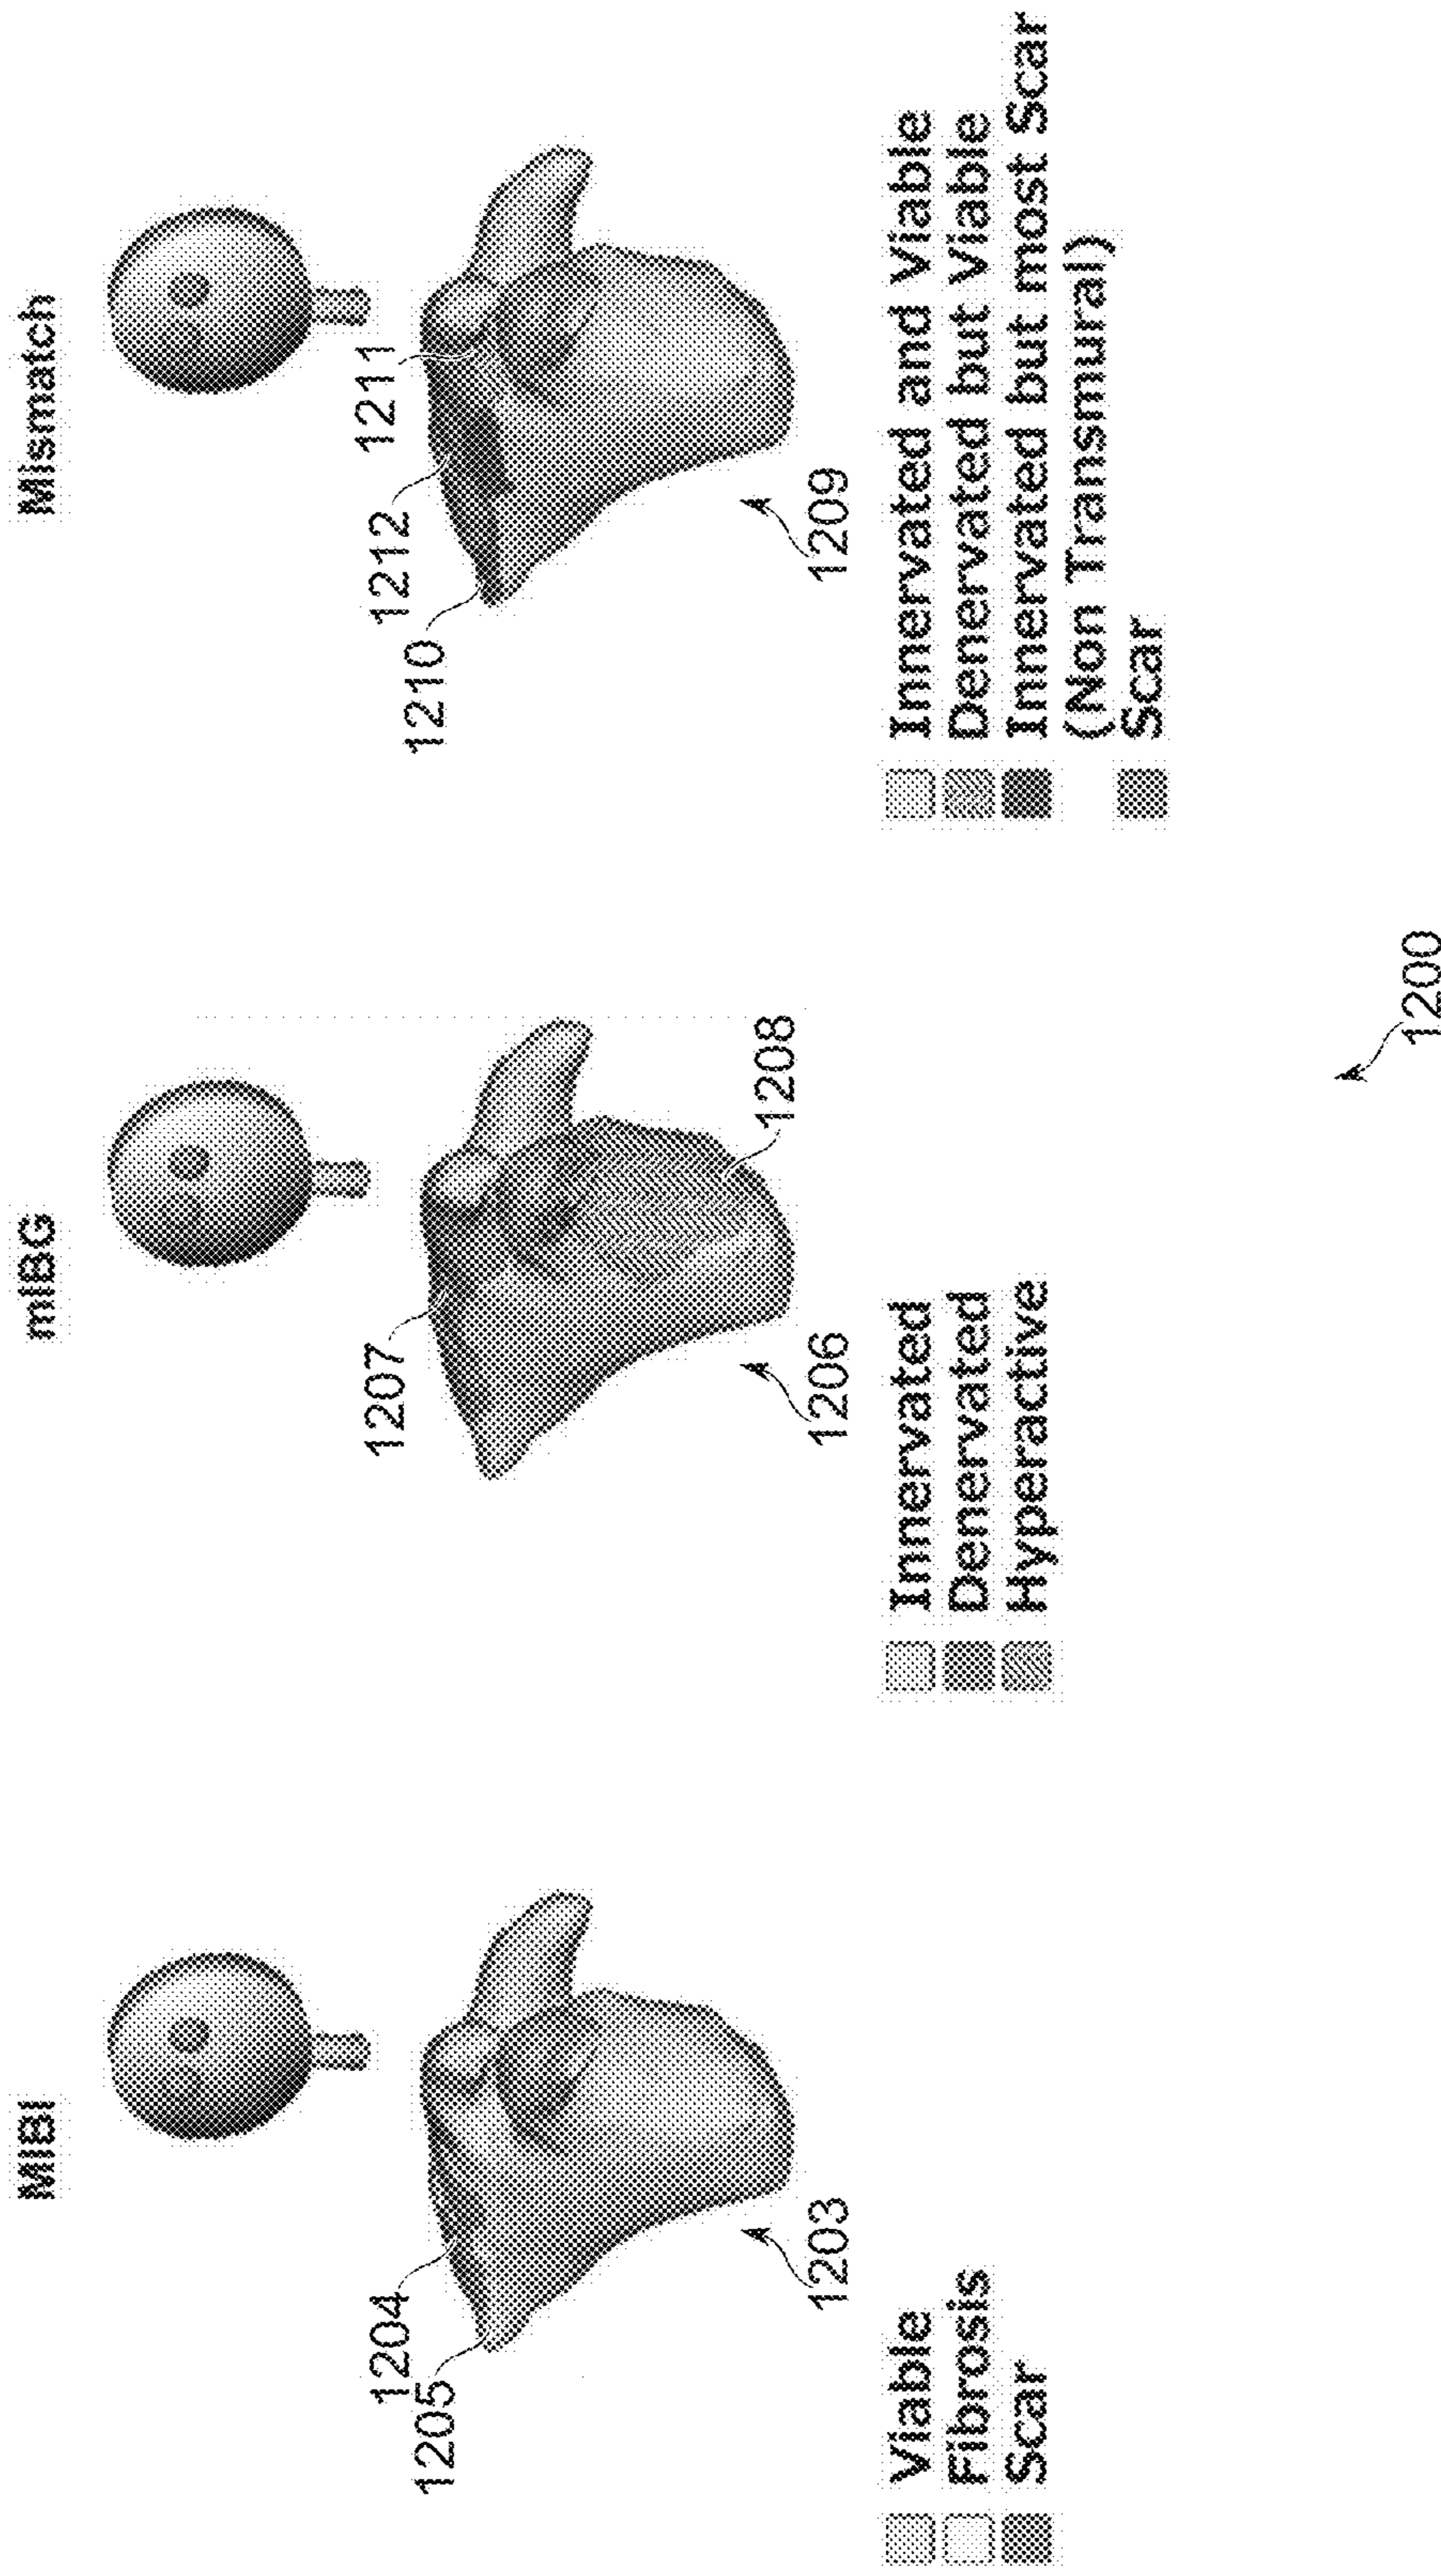 MIBI
1204
1205
1203
Viable
Fibrosis
Scar
mIBG
1207
1208
1206
Innervated
Denervated
Hyperactive
Mismatch
1211
1212
1210
1209
Innervated and Viable
Denervated but Viable
Innervated but most Scar
(Non Transmural)
Scar
1200